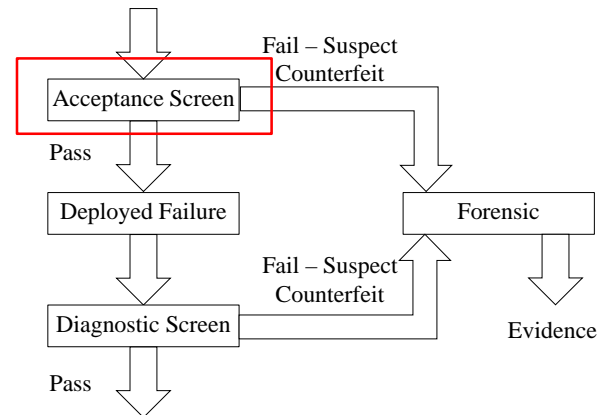 Fail – Suspect
Counterfeit
Acceptance Screen
Pass
Deployed Failure
Forensic
Fail – Suspect
Counterfeit
Diagnostic Screen
Evidence
Pass